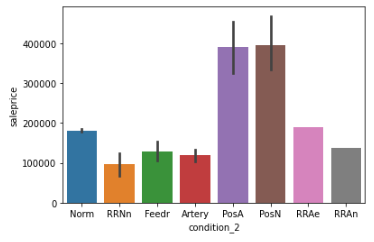 400000
300000
200000
100000
0
saleprice
Norm RRNn Feedr Artery PosA PosN RRAe RRAn
condition_2